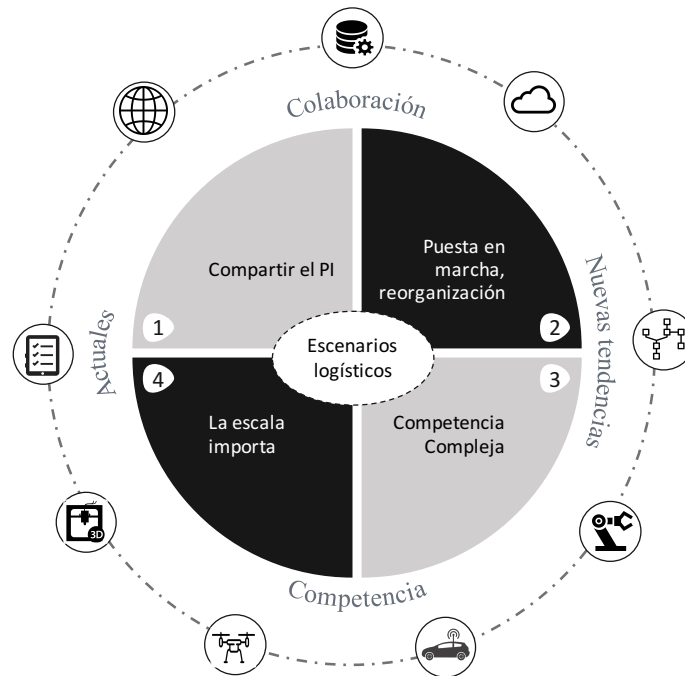 Colaboración
Compartir el PI
1
Puesta en
marcha,
reorganización
2
Actuales
Nuevas tendencias
Escenarios
logísticos
4
La escala
importa
3
Competencia
Compleja
3D
Competencia